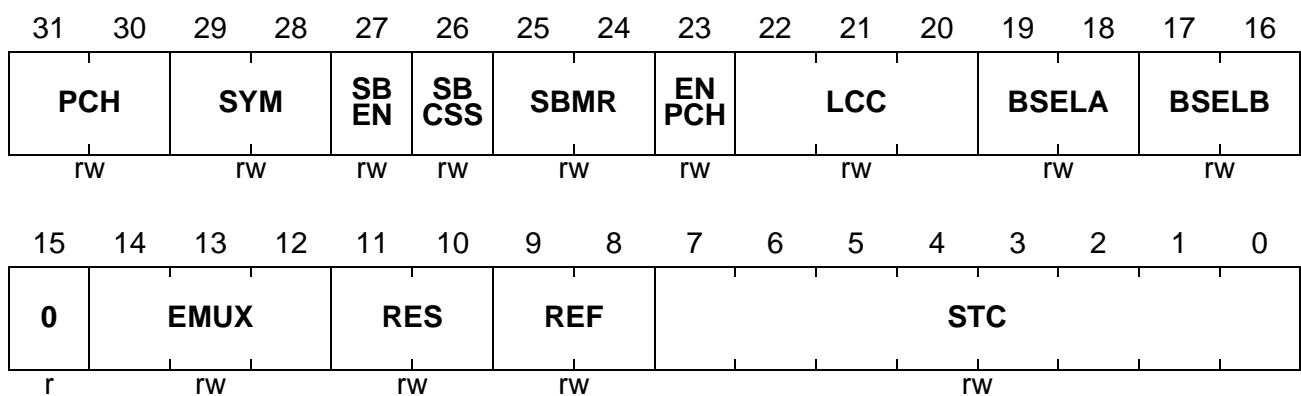 31 30 29 28 27 26 25 24 23 22 21 20 19 18 17 16
PCH SYM SB EN SB CSS SBMR EN PCH LCC BSELA BSELB
rw rw rw rw rw rw rw rw rw
15 14 13 12 11 10 9 8 7 6 5 4 3 2 1 0
0 EMUX RES REF STC
r rw rw rw rw